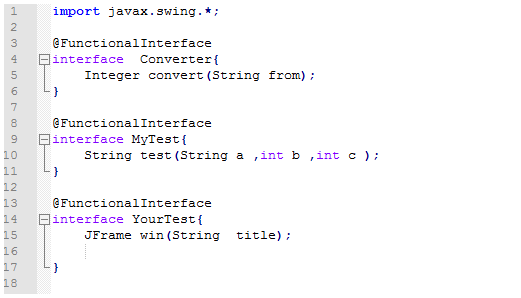 1 import javax.swing.*;
2
3 @FunctionalInterface
4 interface  Converter{
5     Integer convert(String from);
6 }
7
8 @FunctionalInterface
9 interface MyTest{
10     String test(String a ,int b ,int c );
11 }
12
13 @FunctionalInterface
14 interface YourTest{
15     JFrame win(String  title);
16
17 }
18